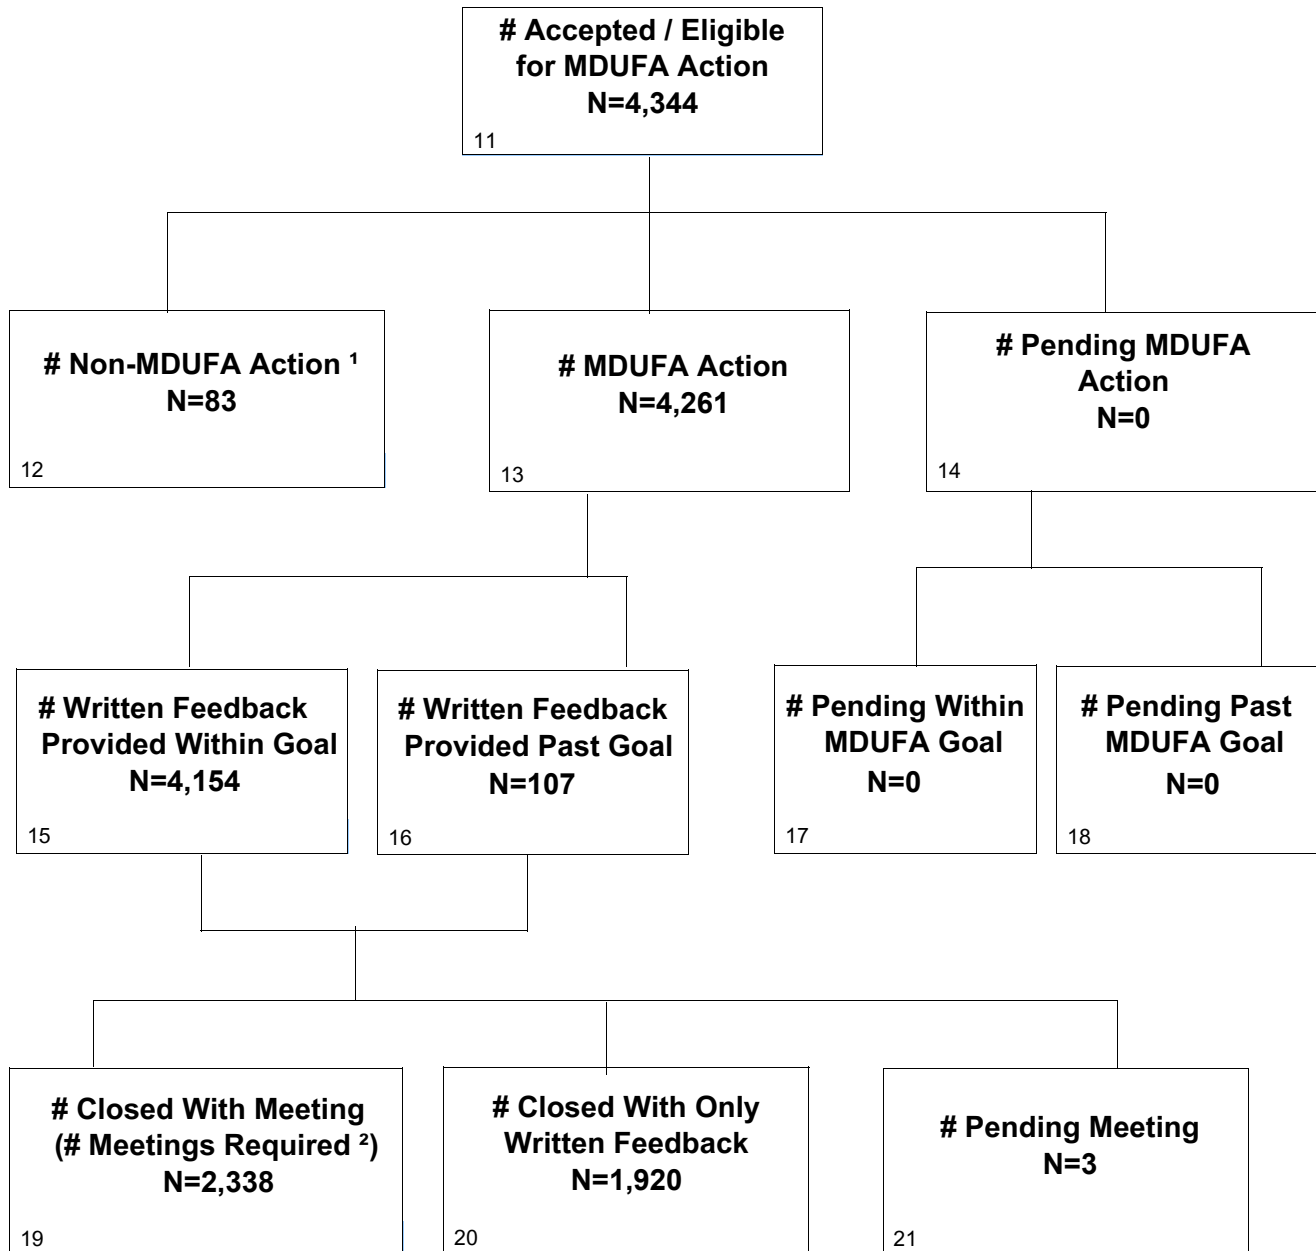 # Accepted / Eligible
for MDUFA Action
N=4,344
11
# Non-MDUFA Action ¹
N=83
12
# MDUFA Action
N=4,261
13
# Pending MDUFA
Action
N=0
14
# Written Feedback
Provided Within Goal
N=4,154
15
# Written Feedback
Provided Past Goal
N=107
16
# Pending Within
MDUFA Goal
N=0
17
# Pending Past
MDUFA Goal
N=0
18
# Closed With Meeting
(# Meetings Required ²)
N=2,338
19
# Closed With Only
Written Feedback
N=1,920
20
# Pending Meeting
N=3
21